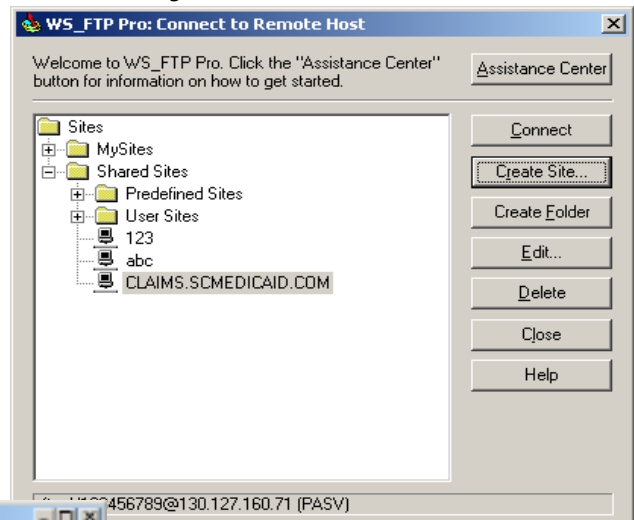 WS_FTP Pro: Connect to Remote Host
Welcome to WS_FTP Pro. Click the "Assistance Center"
button for information on how to get started.
Assistance Center
Sites
MySites
Shared Sites
Predefined Sites
User Sites
123
abc
CLAIMS.SCMEDICAID.COM
Connect
Create Site...
Create Folder
Edit...
Delete
Close
Help
456789@130.127.160.71 (PASV)